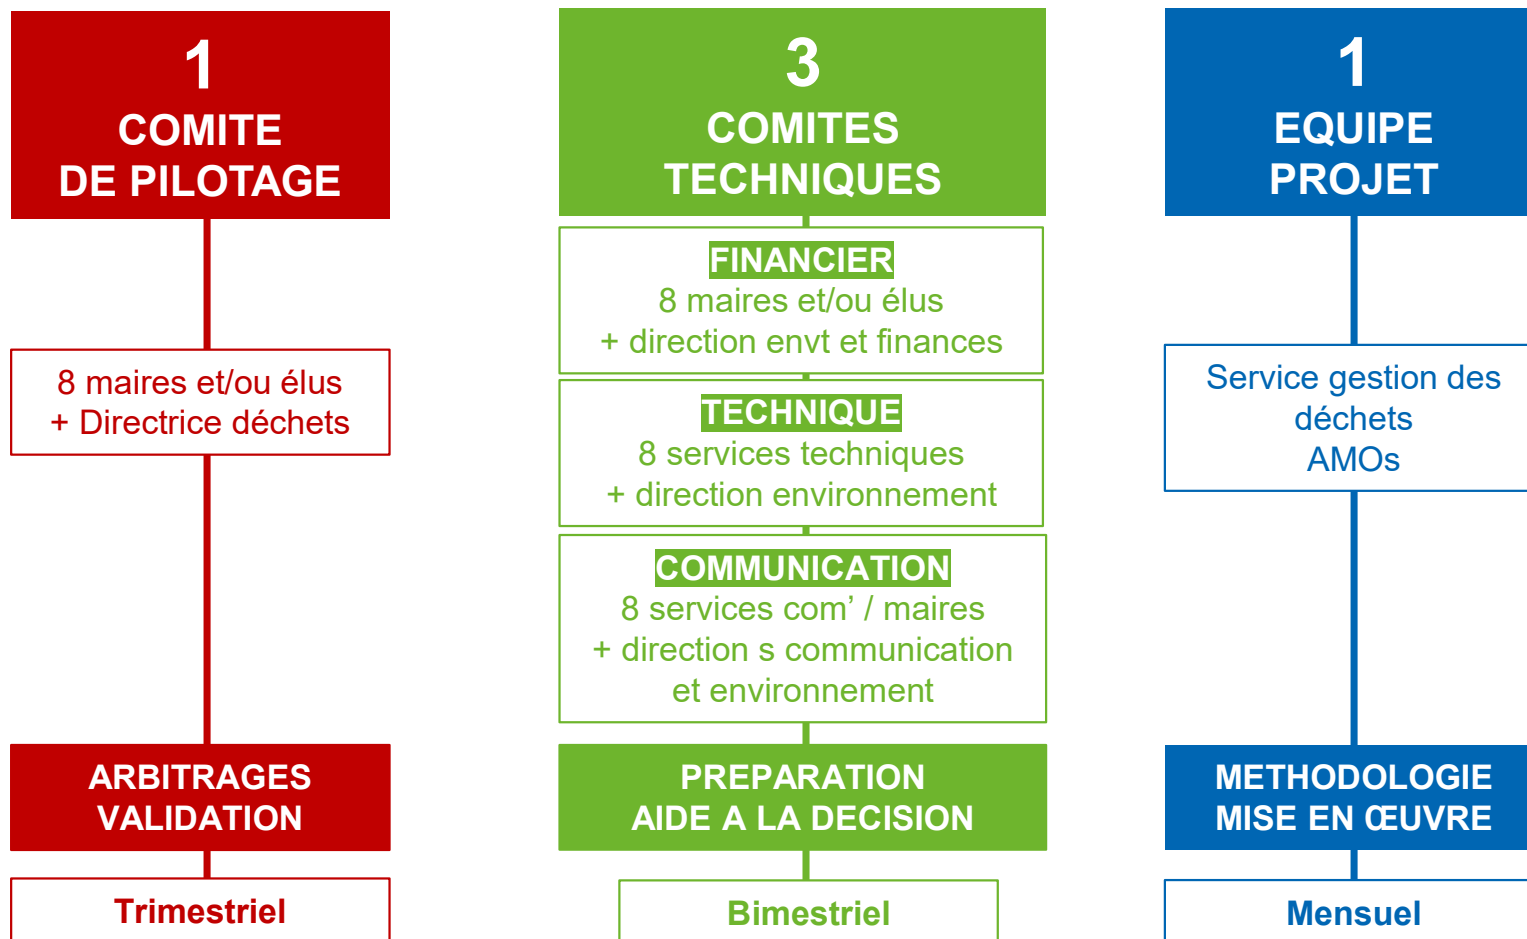 1
COMITE
DE PILOTAGE
8 maires et/ou élus
+ Directrice déchets
ARBITRAGES
VALIDATION
Trimestriel
3
COMITES
TECHNIQUES
FINANCIER
8 maires et/ou élus
+ direction envt et finances
TECHNIQUE
8 services techniques
+ direction environnement
COMMUNICATION
8 services com’ / maires
+ direction s communication
et environnement
PREPARATION
AIDE A LA DECISION
Bimestriel
1
EQUIPE
PROJET
Service gestion des
déchets
AMOs
METHODOLOGIE
MISE EN ŒUVRE
Mensuel